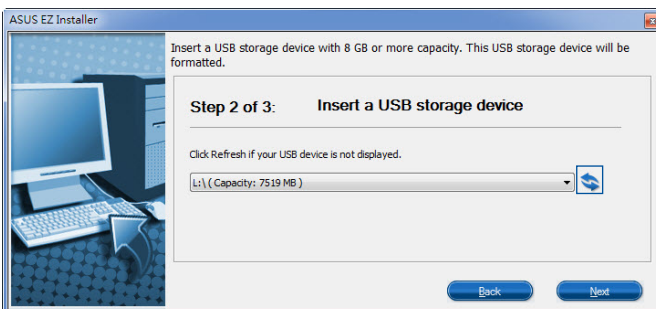 ASUS EZ Installer
Insert a USB storage device with 8 GB or more capacity. This USB storage device will be
formatted.
Step 2 of 3: Insert a USB storage device
Click Refresh if your USB device is not displayed.
L:\ ( Capacity: 7519 MB )
Back Next